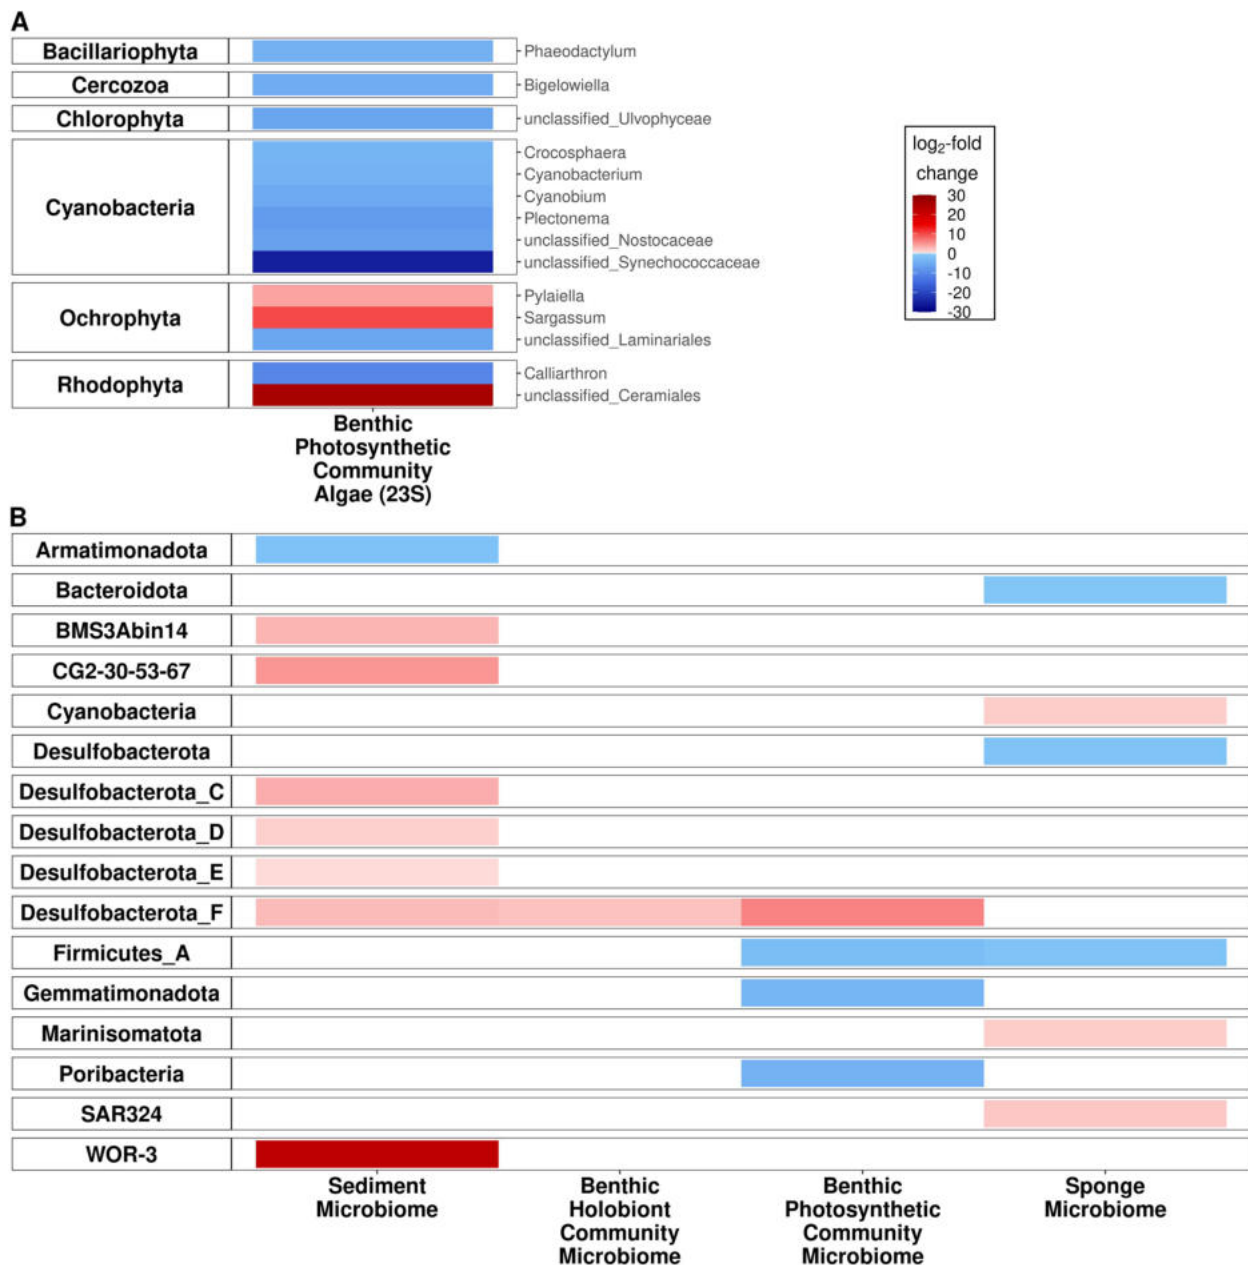 A
Bacillariophyta
Phaeodactylum
Cercozoa
Bigelowiella
Chlorophyta
unclassified_Ulvophyceae
Cyanobacteria
Crocosphaera
Cyanobacterium
Cyanobium
Plectonema
unclassified_Nostocaceae
unclassified_Synechococcaceae
Ochrophyta
Pylaiella
Sargassum
unclassified_Laminariales
Rhodophyta
Calliarthron
unclassified_Ceramiales
Benthic
Photosynthetic
Community
Algae (23S)
log₂-fold
change
30
20
10
0
-10
-20
-30
B
Armatimonadota
Bacteroidota
BMS3Abin14
CG2-30-53-67
Cyanobacteria
Desulfobacterota
Desulfobacterota_C
Desulfobacterota_D
Desulfobacterota_E
Desulfobacterota_F
Firmicutes_A
Gemmatimonadota
Marinisomatota
Poribacteria
SAR324
WOR-3
Sediment
Microbiome
Benthic
Holobiont
Community
Microbiome
Benthic
Photosynthetic
Community
Microbiome
Sponge
Microbiome